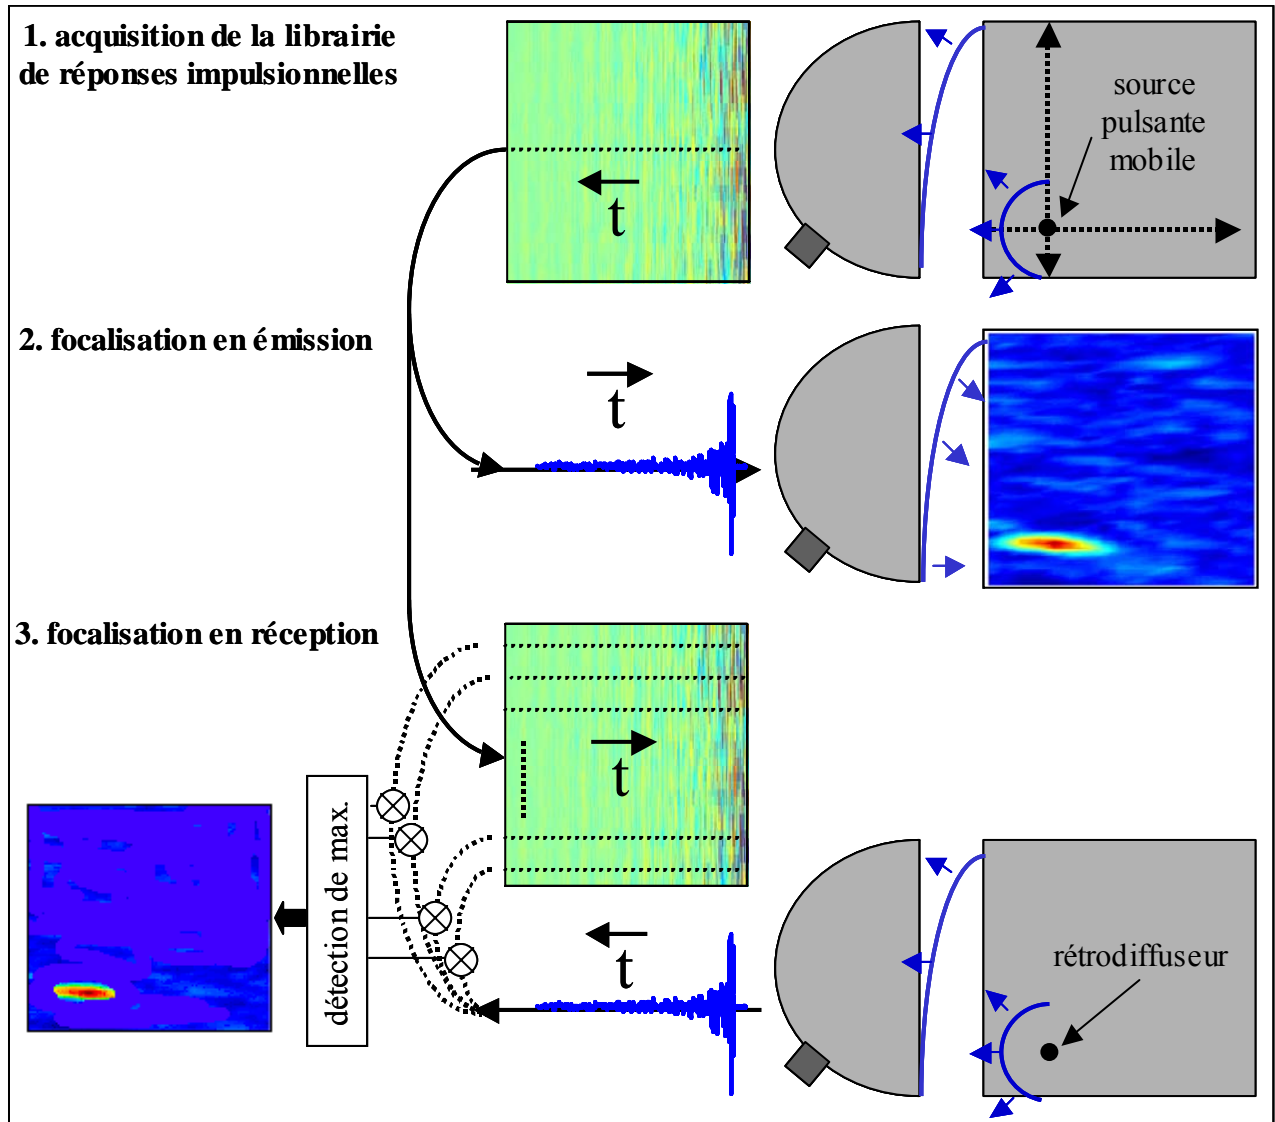 1. acquisition de la librairie
de réponses impulsionnelles
t
source
pulsante
mobile
2. focalisation en émission
t
3. focalisation en réception
t
détection de max.
t
rétrodiffuseur